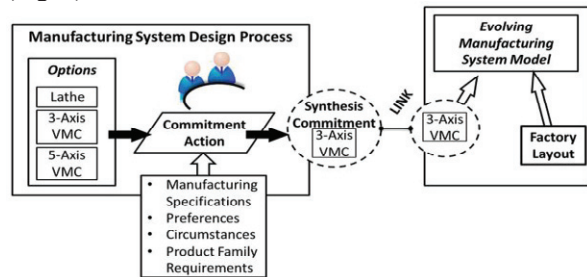 Manufacturing System Design Process
Options
Lathe
3-Axis
VMC
5-Axis
VMC
Commitment
Action
Manufacturing
Specifications
Preferences
Circumstances
Product Family
Requirements
Synthesis
Commitment
3-Axis
VMC
LINK
3-Axis
VMC
Evolving
Manufacturing
System Model
Factory
Layout